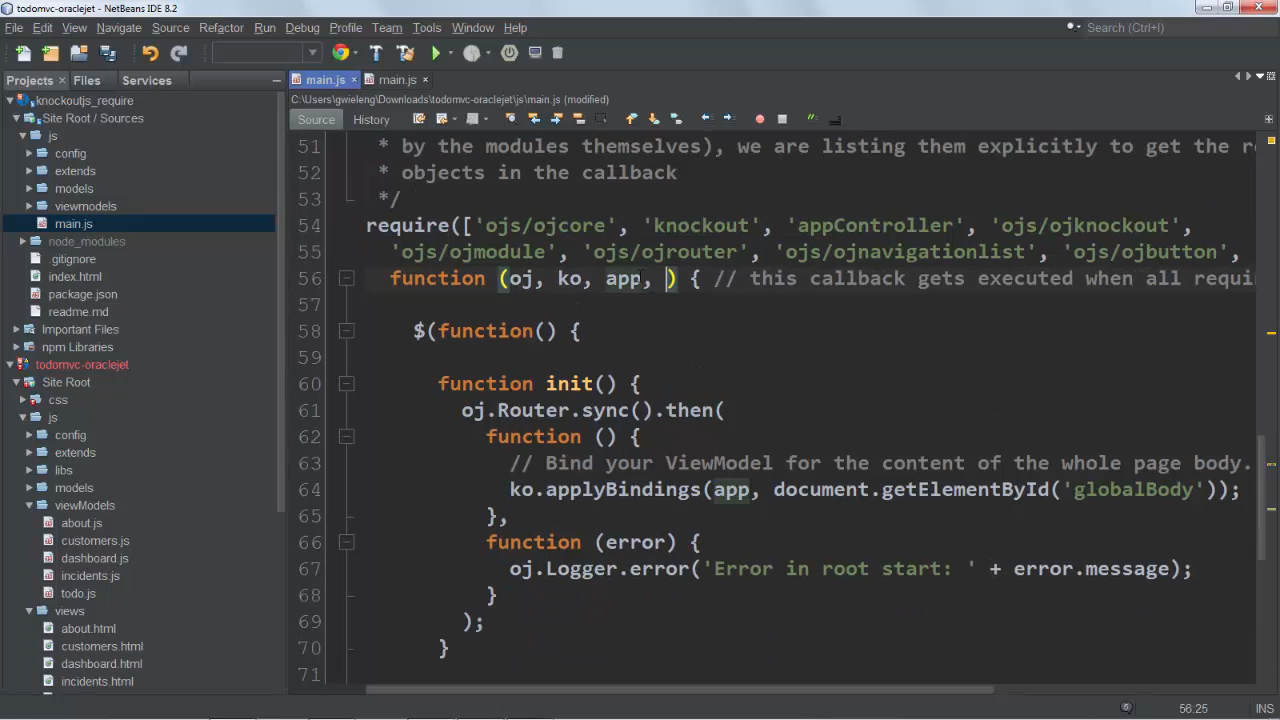 todomvc-oraclejet - NetBeans IDE 8.2
File Edit View Navigate Source Refactor Run Debug Profile Team Tools Window Help
Search (Ctrl+I)
Projects Files Services
main.js main.js
knockoutjs_require
Site Root / Sources
js
config
extends
models
viewmodels
main.js
node_modules
.gitignore
index.html
package.json
readme.md
Important Files
npm Libraries
todomvc-oraclejet
Site Root
css
js
config
extends
libs
models
viewModels
about.js
customers.js
dashboard.js
incidents.js
todo.js
views
about.html
customers.html
dashboard.html
incidents.html
C:\Users\gwieleng\Downloads\todomvc-oraclejet\js\main.js (modified)
Source History
51 * by the modules themselves), we are listing them explicitly to get the re
52 * objects in the callback
53 */
54 require(['ojs/ojcore', 'knockout', 'appController', 'ojs/ojknockout',
55 'ojs/ojmodule', 'ojs/ojrouter', 'ojs/ojnavigationlist', 'ojs/ojbutton',
56 function (oj, ko, app, ) { // this callback gets executed when all requi
57
58 $(function() {
59
60 function init() {
61 oj.Router.sync().then(
62 function () {
63 // Bind your ViewModel for the content of the whole page body.
64 ko.applyBindings(app, document.getElementById('globalBody'));
65 },
66 function (error) {
67 oj.Logger.error('Error in root start: ' + error.message);
68 }
69 );
70 }
71
56:25 INS